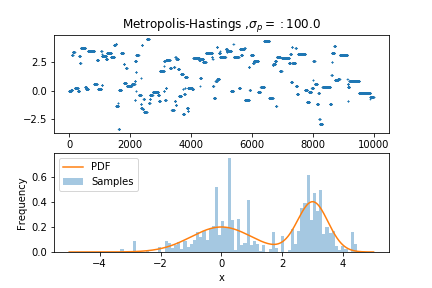 Metropolis-Hastings ,σp = :100.0
2.5
0.0
−2.5
0 2000 4000 6000 8000 10000
PDF
Samples
0.6
0.4
0.2
0.0
Frequency
−4 −2 0 2 4
x